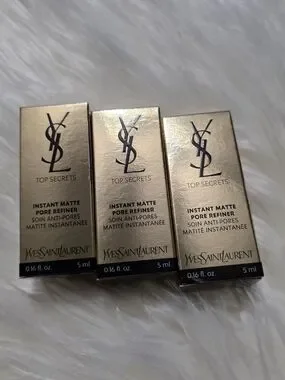 YSL
TOP SECRETS
INSTANT MATTE
PORE REFINER
SOIN ANTI-PORES
MATITÉ INSTANTANÉE
YVESSAINTLAURENT
0.16 fl. oz. 5 ml
YSL
TOP SECRETS
INSTANT MATTE
PORE REFINER
SOIN ANTI-PORES
MATITÉ INSTANTANÉE
YVESSAINTLAURENT
0.16 fl. oz. 5 ml
YSL
TOP SECRETS
INSTANT MATTE
PORE REFINER
SOIN ANTI-PORES
MATITÉ INSTANTANÉE
YVESSAINTLAURENT
0.16 fl. oz. 5 ml